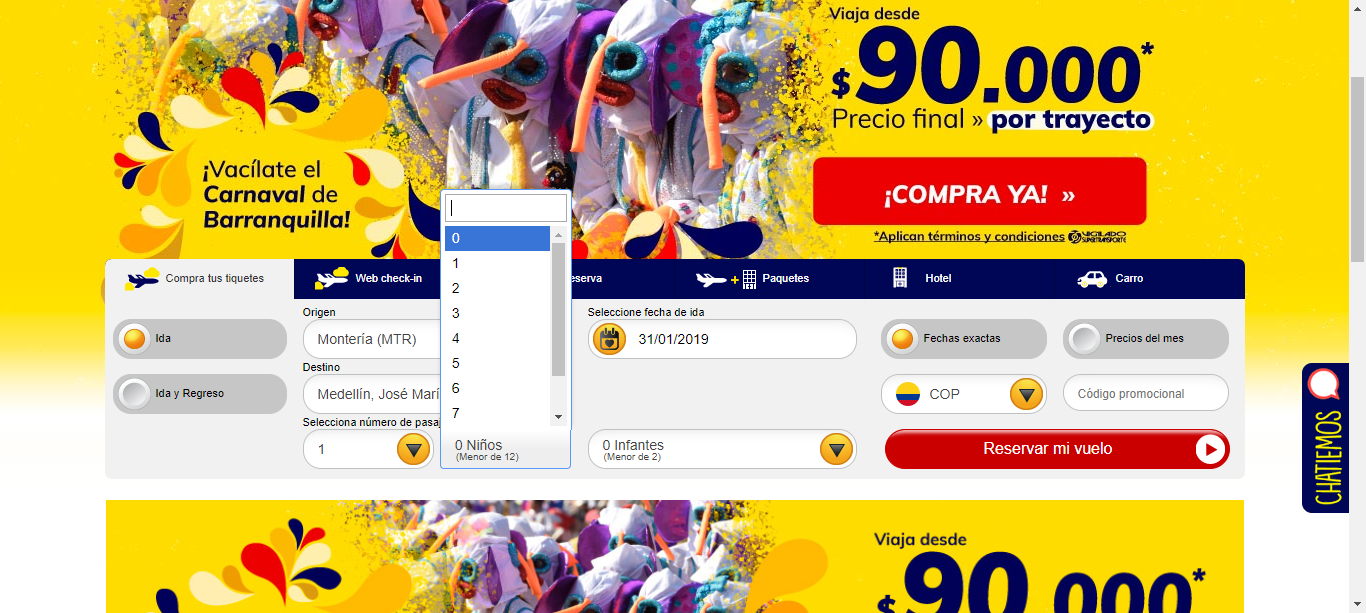 Viaja desde
$90.000*
Precio final » por trayecto
¡Vacílate el
Carnaval de
Barranquilla!
¡COMPRA YA! »
*Aplican términos y condiciones VIGILADO
SUPERTRANSPORTE
Compra tus tiquetes
Web check-in
eserva
Paquetes
Hotel
Carro
Ida
Ida y Regreso
Origen
Montería (MTR)
Destino
Medellín, José Marí
Selecciona número de pasaj
1
0
1
2
3
4
5
6
7
0 Niños
(Menor de 12)
Seleccione fecha de ida
31/01/2019
0 Infantes
(Menor de 2)
Fechas exactas
Precios del mes
COP
Código promocional
Reservar mi vuelo
CHATIEMOS
Viaja desde
$90.000*